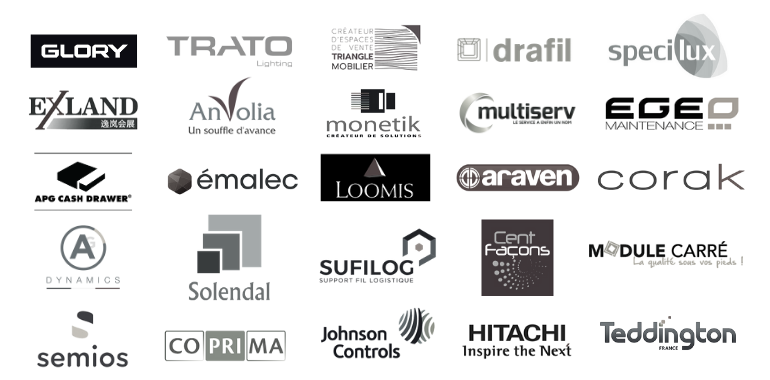 GLORY
TRATO
Lighting
CRÉATEUR
D'ESPACES
DE VENTE
TRIANGLE
MOBILIER
drafil
specilux
EXLAND
逸岚会展
AnVolia
Un souffle d'avance
monetik
CRÉATEUR DE SOLUTIONS
multiserv
LE SERVICE A ENFIN UN NOM
EGEO
MAINTENANCE
APG CASH DRAWER®
émalec
LOOMIS
araven
corak
AG
DYNAMICS
Solendal
SUFILOG
SUPPORT FIL LOGISTIQUE
Cent
Façons
MODULE CARRÉ
La qualité sous vos pieds !
semios
COPRIMA
Johnson
Controls
HITACHI
Inspire the Next
Teddington
FRANCE